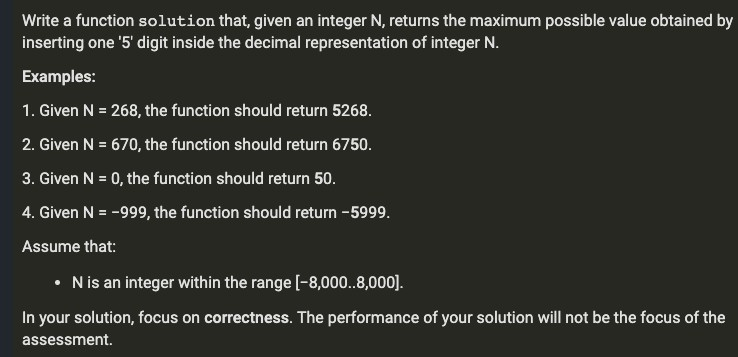 Write a function solution that, given an integer N, returns the maximum possible value obtained by
inserting one '5' digit inside the decimal representation of integer N.
Examples:
1. Given N = 268, the function should return 5268.
2. Given N = 670, the function should return 6750.
3. Given N = 0, the function should return 50.
4. Given N = −999, the function should return −5999.
Assume that:
• N is an integer within the range [−8,000..8,000].
In your solution, focus on correctness. The performance of your solution will not be the focus of the
assessment.